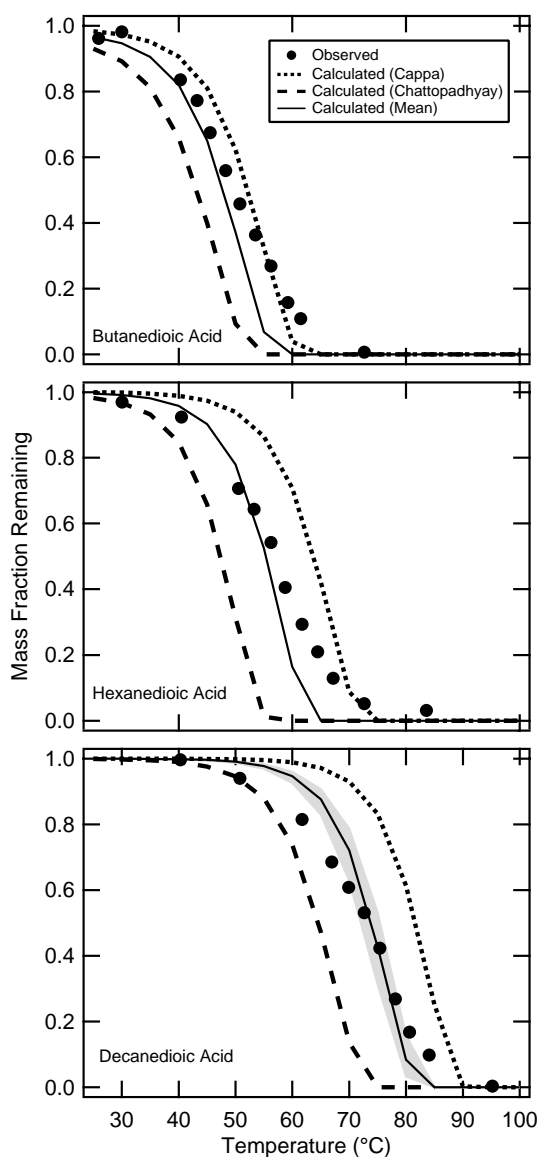 1.0
0.8
0.6
0.4
0.2
0.0
Observed
Calculated (Cappa)
Calculated (Chattopadhyay)
Calculated (Mean)
Butanedioic Acid
Mass Fraction Remaining
1.0
0.8
0.6
0.4
0.2
0.0
Hexanedioic Acid
1.0
0.8
0.6
0.4
0.2
0.0
Decanedioic Acid
30 40 50 60 70 80 90 100
Temperature (°C)